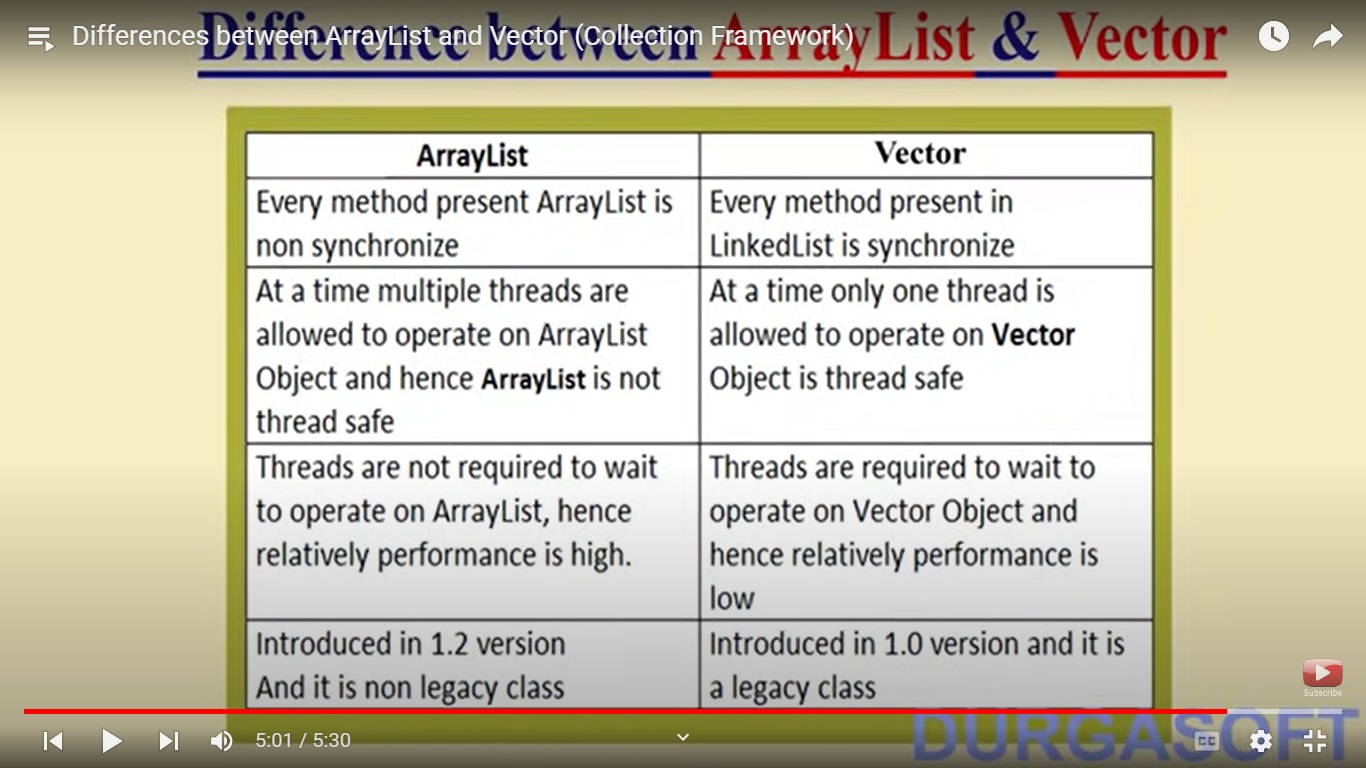 Difference between ArrayList & Vector
Differences between ArrayList and Vector (Collection Framework)
ArrayList
Vector
Every method present ArrayList is
non synchronize
Every method present in
LinkedList is synchronize
At a time multiple threads are
allowed to operate on ArrayList
Object and hence ArrayList is not
thread safe
At a time only one thread is
allowed to operate on Vector
Object is thread safe
Threads are not required to wait
to operate on ArrayList, hence
relatively performance is high.
Threads are required to wait to
operate on Vector Object and
hence relatively performance is
low
Introduced in 1.2 version
And it is non legacy class
Introduced in 1.0 version and it is
a legacy class
Subscribe
DURGASOFT
5:01 / 5:30
CC